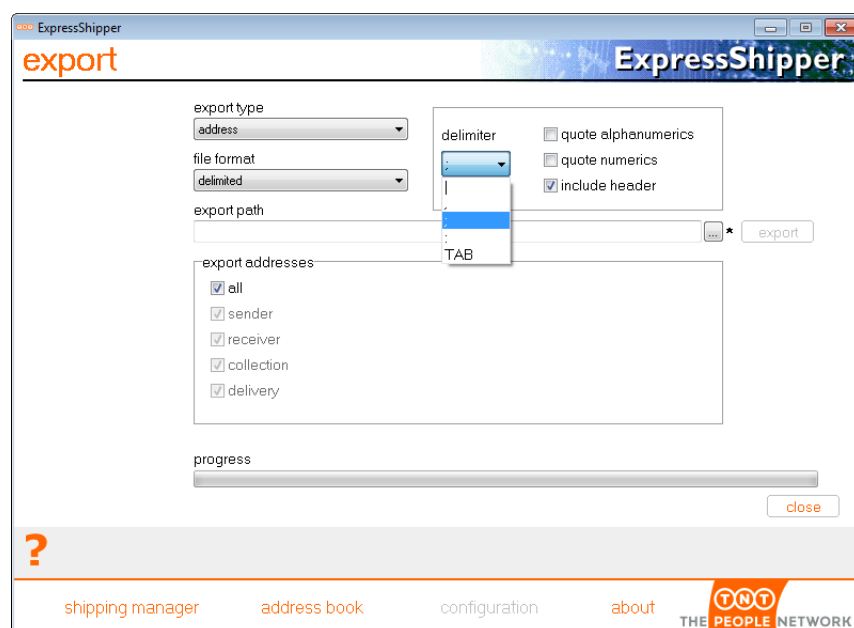 ExpressShipper
export
ExpressShipper
export type
address
file format
delimited
delimiter
;
|
,
;
:
TAB
quote alphanumerics
quote numerics
include header
export path
... * export
export addresses
all
sender
receiver
collection
delivery
progress
close
?
shipping manager address book configuration about
TNT
THE PEOPLE NETWORK